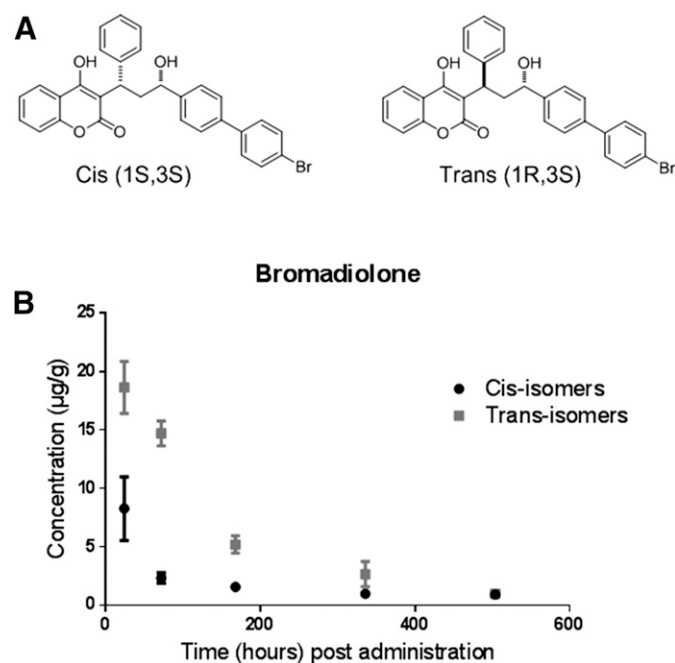 A
OH
OH
O
O
Br
Cis (1S,3S)
OH
OH
O
O
Br
Trans (1R,3S)
Bromadiolone
B
Concentration (µg/g)
25
20
15
10
5
0
0
200
400
600
Time (hours) post administration
Cis-isomers
Trans-isomers